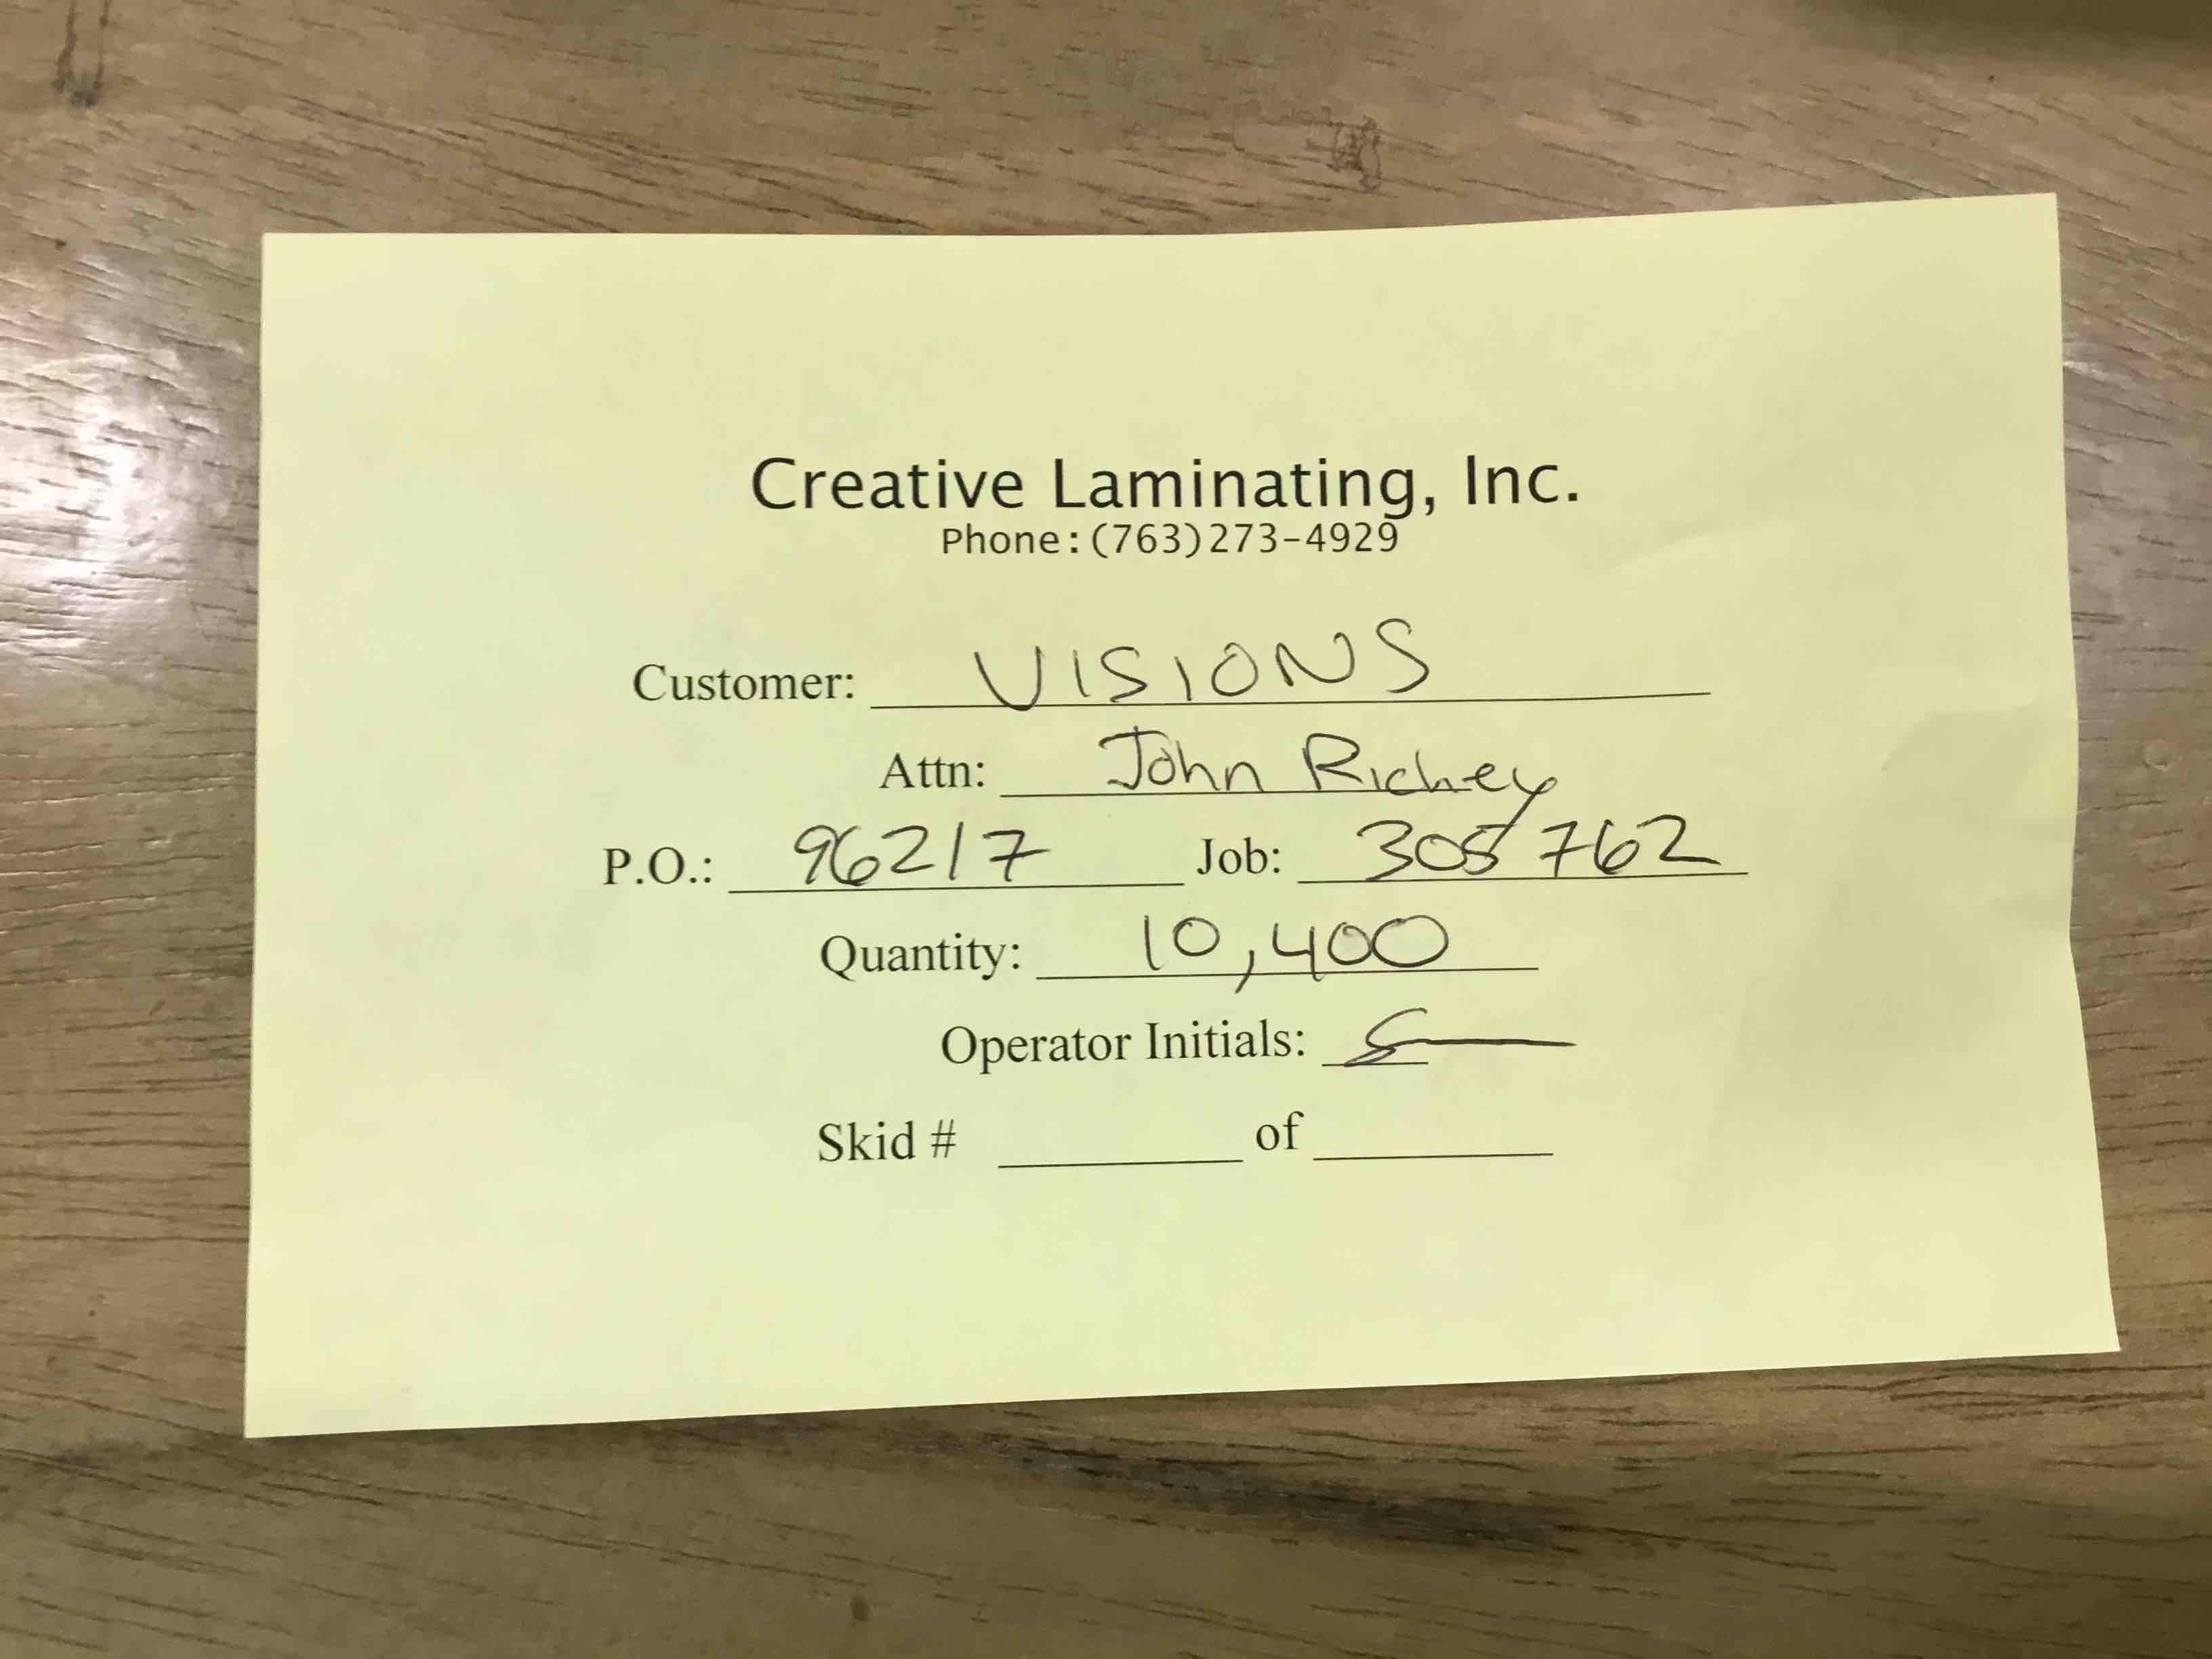 Creative Laminating, Inc.
Phone:(763)273-4929
Customer: VISIONS
Attn: John Richey
P.O.: 96217 Job: 305762
Quantity: 10,400
Operator Initials:
Skid # of